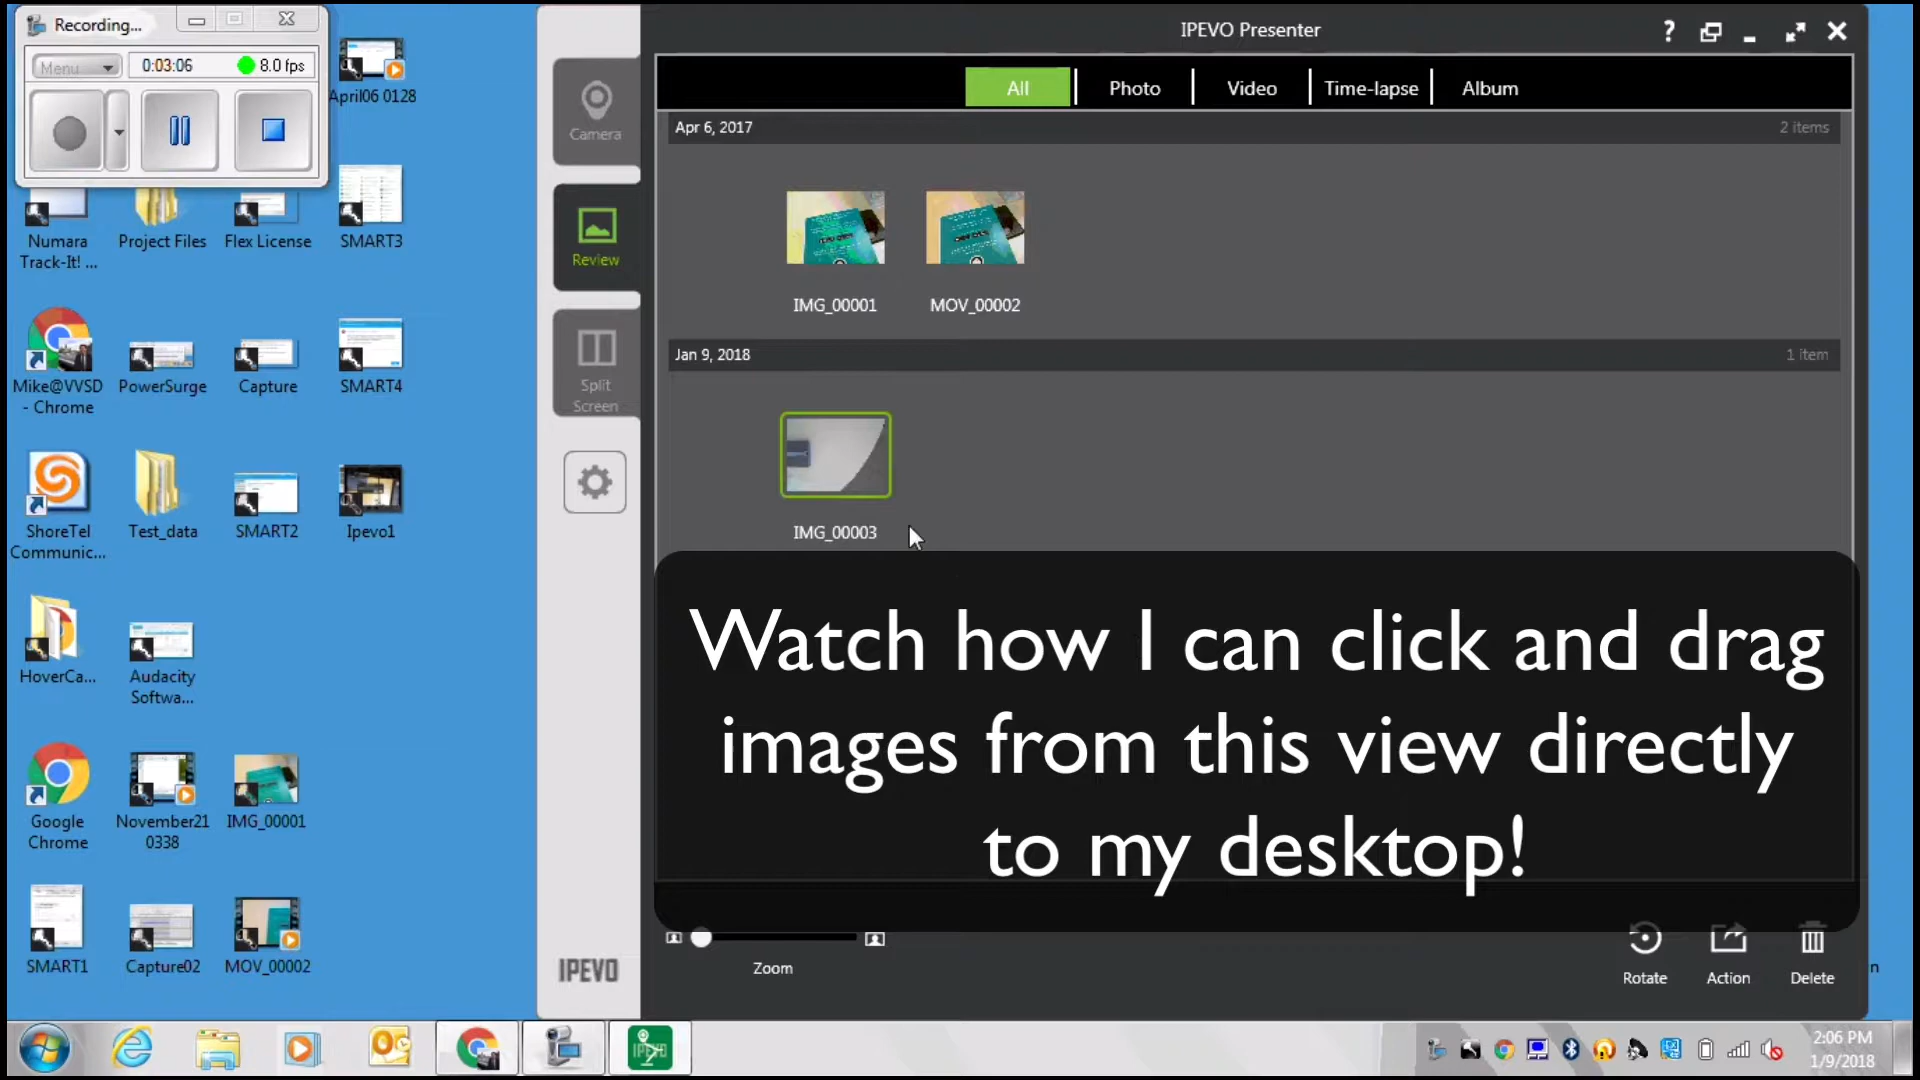 Recording...
Menu
0:03:06
8.0 fps
April06 0128
Numara
Track-It! ...
Project Files
Flex License
SMART3
Mike@VVSD
- Chrome
PowerSurge
Capture
SMART4
ShoreTel
Communic...
Test_data
SMART2
Ipevo1
HoverCa...
Audacity
Softwa...
Google
Chrome
November21
0338
IMG_00001
SMART1
Capture02
MOV_00002
Camera
Review
Split
Screen
IPEVO
IPEVO Presenter
?
All
Photo
Video
Time-lapse
Album
Apr 6, 2017
2 items
IMG_00001
MOV_00002
Jan 9, 2018
1 item
IMG_00003
Watch how I can click and drag
images from this view directly
to my desktop!
Zoom
Rotate
Action
Delete
n
IPEVO
2:06 PM
1/9/2018